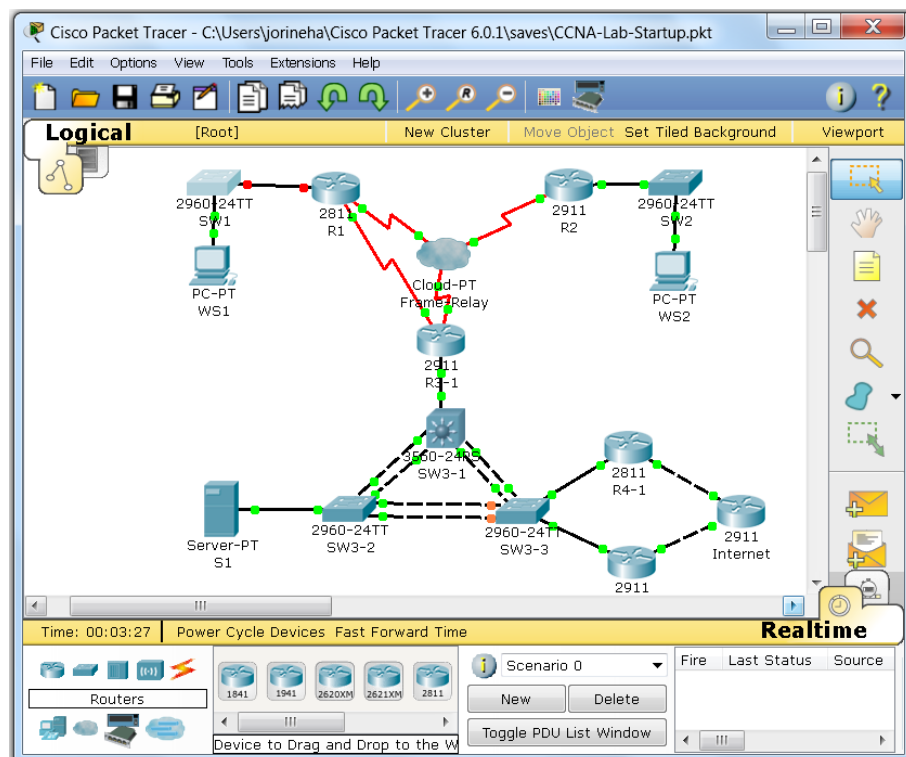 Cisco Packet Tracer - C:\Users\jorineha\Cisco Packet Tracer 6.0.1\saves\CCNA-Lab-Startup.pkt
File Edit Options View Tools Extensions Help
Logical [Root] New Cluster Move Object Set Tiled Background Viewport
2960-24TT
SW1
2811
R1
2911
R2
2960-24TT
SW2
PC-PT
WS1
Cloud-PT
Frame-Relay
PC-PT
WS2
2911
R3-1
3560-24PS
SW3-1
2811
R4-1
Server-PT
S1
2960-24TT
SW3-2
2960-24TT
SW3-3
2911
Internet
2911
Time: 00:03:27 Power Cycle Devices Fast Forward Time Realtime
Routers
1841 1941 2620XM 2621XM 2811
Device to Drag and Drop to the W
Scenario 0
New Delete
Toggle PDU List Window
Fire Last Status Source